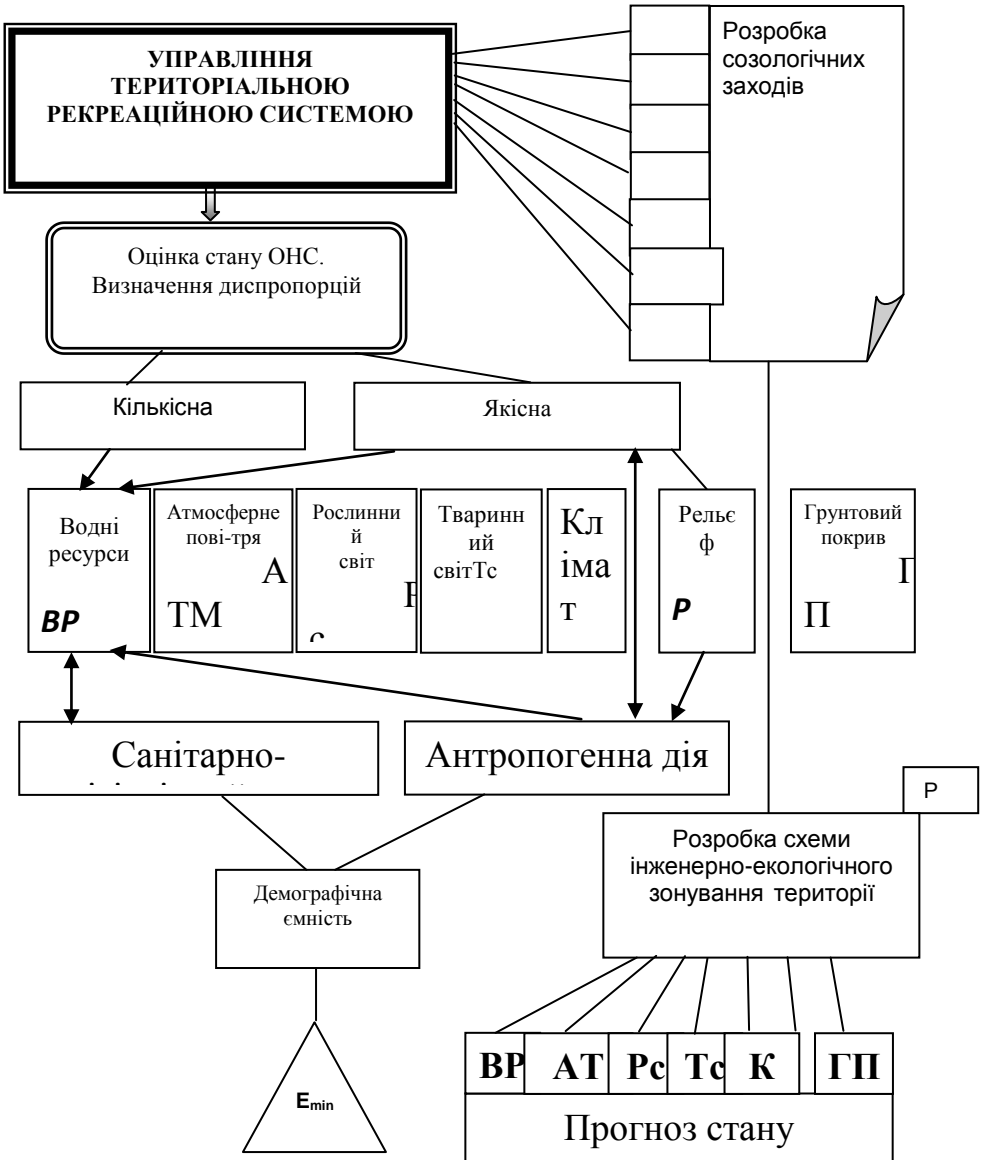 УПРАВЛІННЯ
ТЕРИТОРІАЛЬНОЮ
РЕКРЕАЦІЙНОЮ СИСТЕМОЮ
Розробка
созологічних
заходів
Оцінка стану ОНС.
Визначення диспропорцій
Кількісна
Якісна
Водні
ресурси
ВР
Атмосферне
пові-тря
А
ТМ
Рослинни
й
світ
Тваринн
ий
світТс
Кл
іма
т
Рельє
ф
Р
Грунтовий
покрив
Г
П
Санітарно-
Антропогенна дія
Р
Розробка схеми
інженерно-екологічного
зонування території
Демографічна
ємність
Emin
ВР АТ Рс Тс К ГП
Прогноз стану